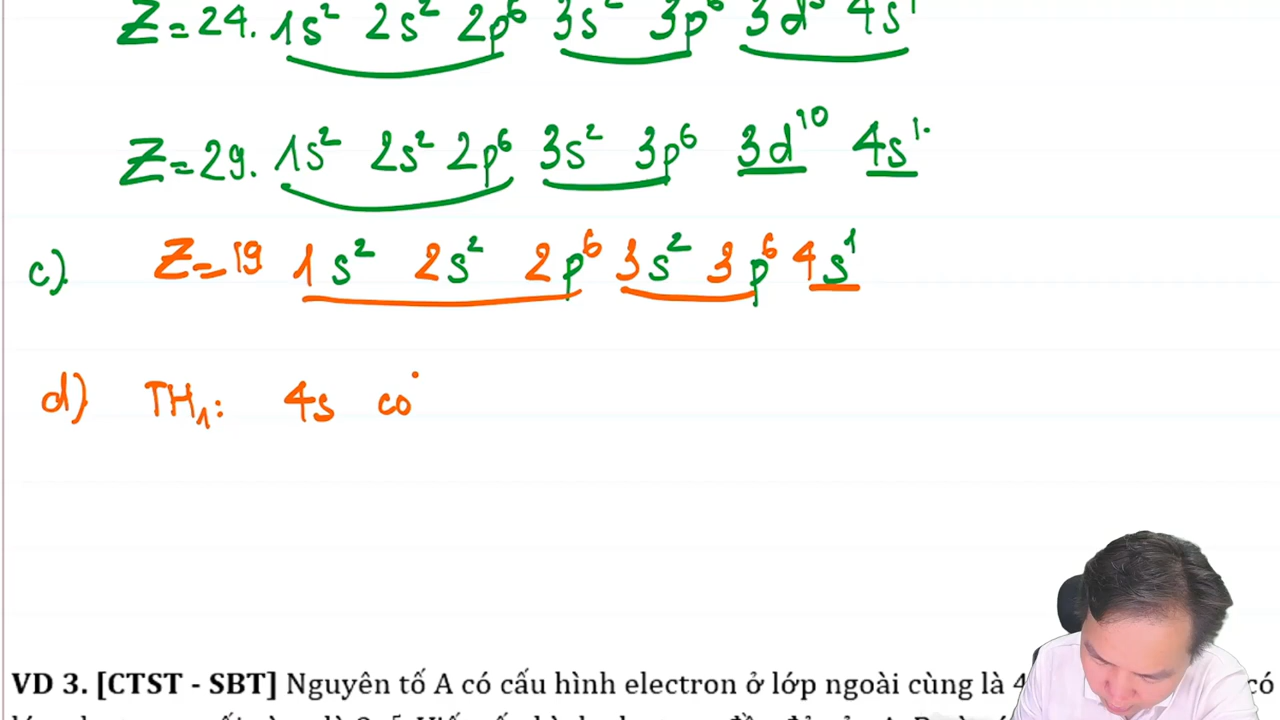 Z=24. 1s² 2s² 2p⁶ 3s² 3p⁶ 3d⁵ 4s¹
Z=29. 1s² 2s² 2p⁶ 3s² 3p⁶ 3d¹⁰ 4s¹.
c). Z=19 1s² 2s² 2p⁶ 3s² 3p⁶ 4s¹
d) TH₁: 4s có
VD 3. [CTST - SBT] Nguyên tố A có cấu hình electron ở lớp ngoài cùng là 4 có